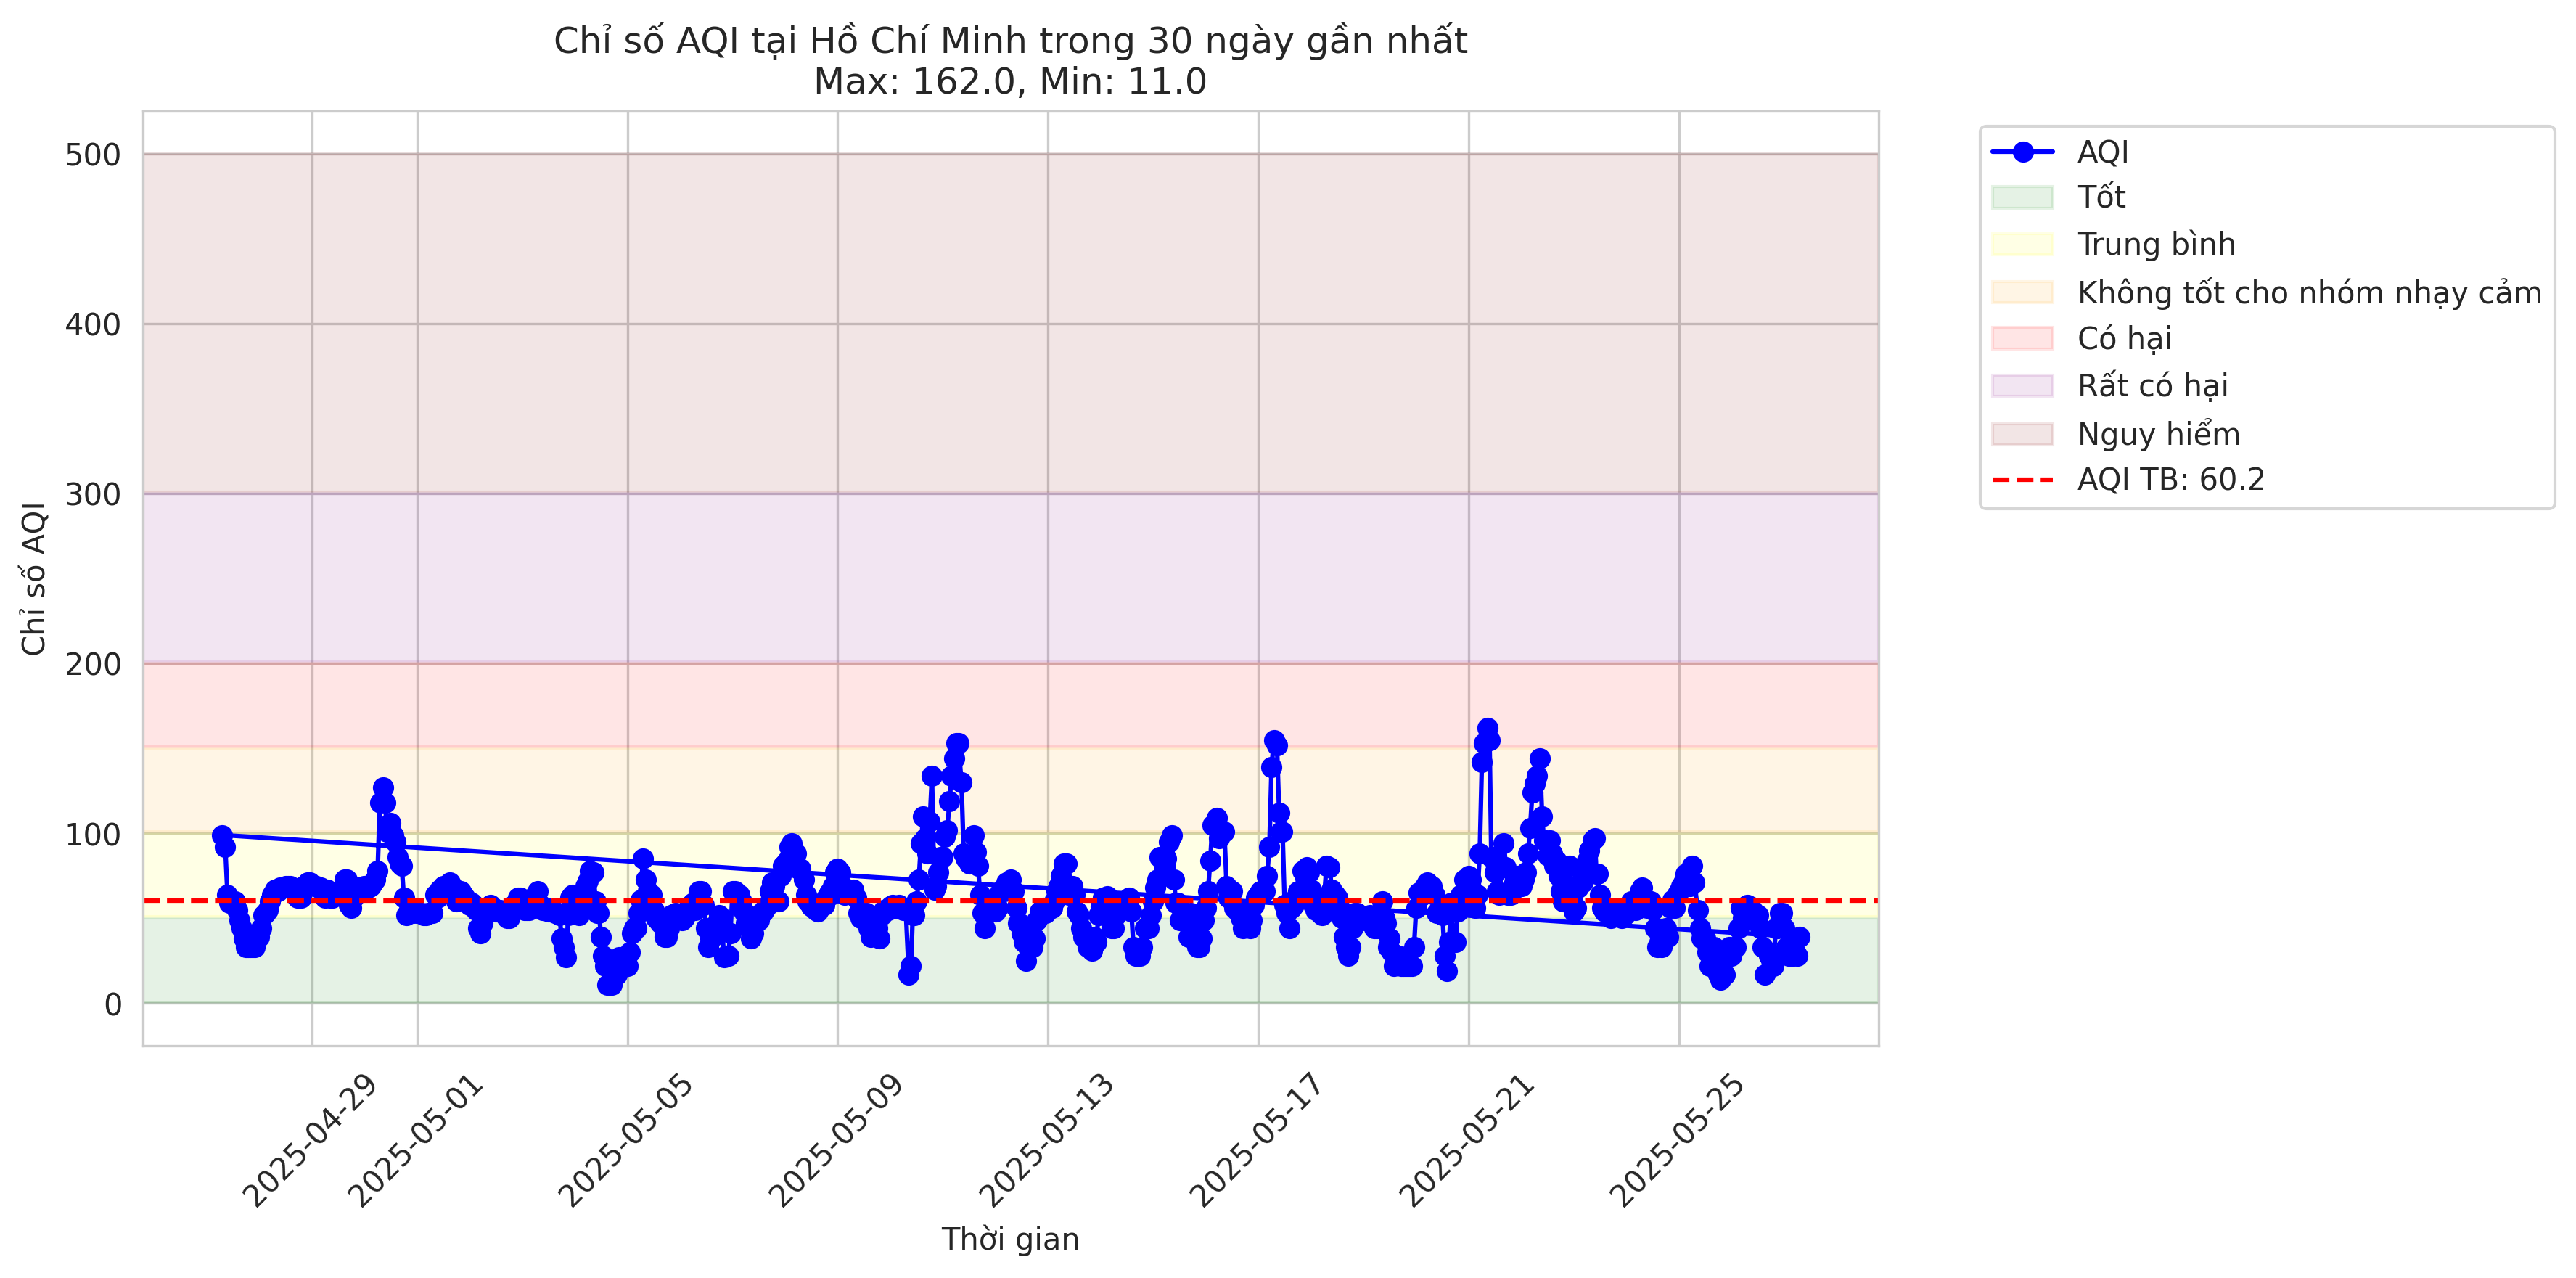 Chỉ số AQI tại Hồ Chí Minh trong 30 ngày gần nhất
Max: 162.0, Min: 11.0
Chỉ số AQI
500
400
300
200
100
0
2025-04-29
2025-05-01
2025-05-05
2025-05-09
2025-05-13
2025-05-17
2025-05-21
2025-05-25
Thời gian
AQI
Tốt
Trung bình
Không tốt cho nhóm nhạy cảm
Có hại
Rất có hại
Nguy hiểm
AQI TB: 60.2